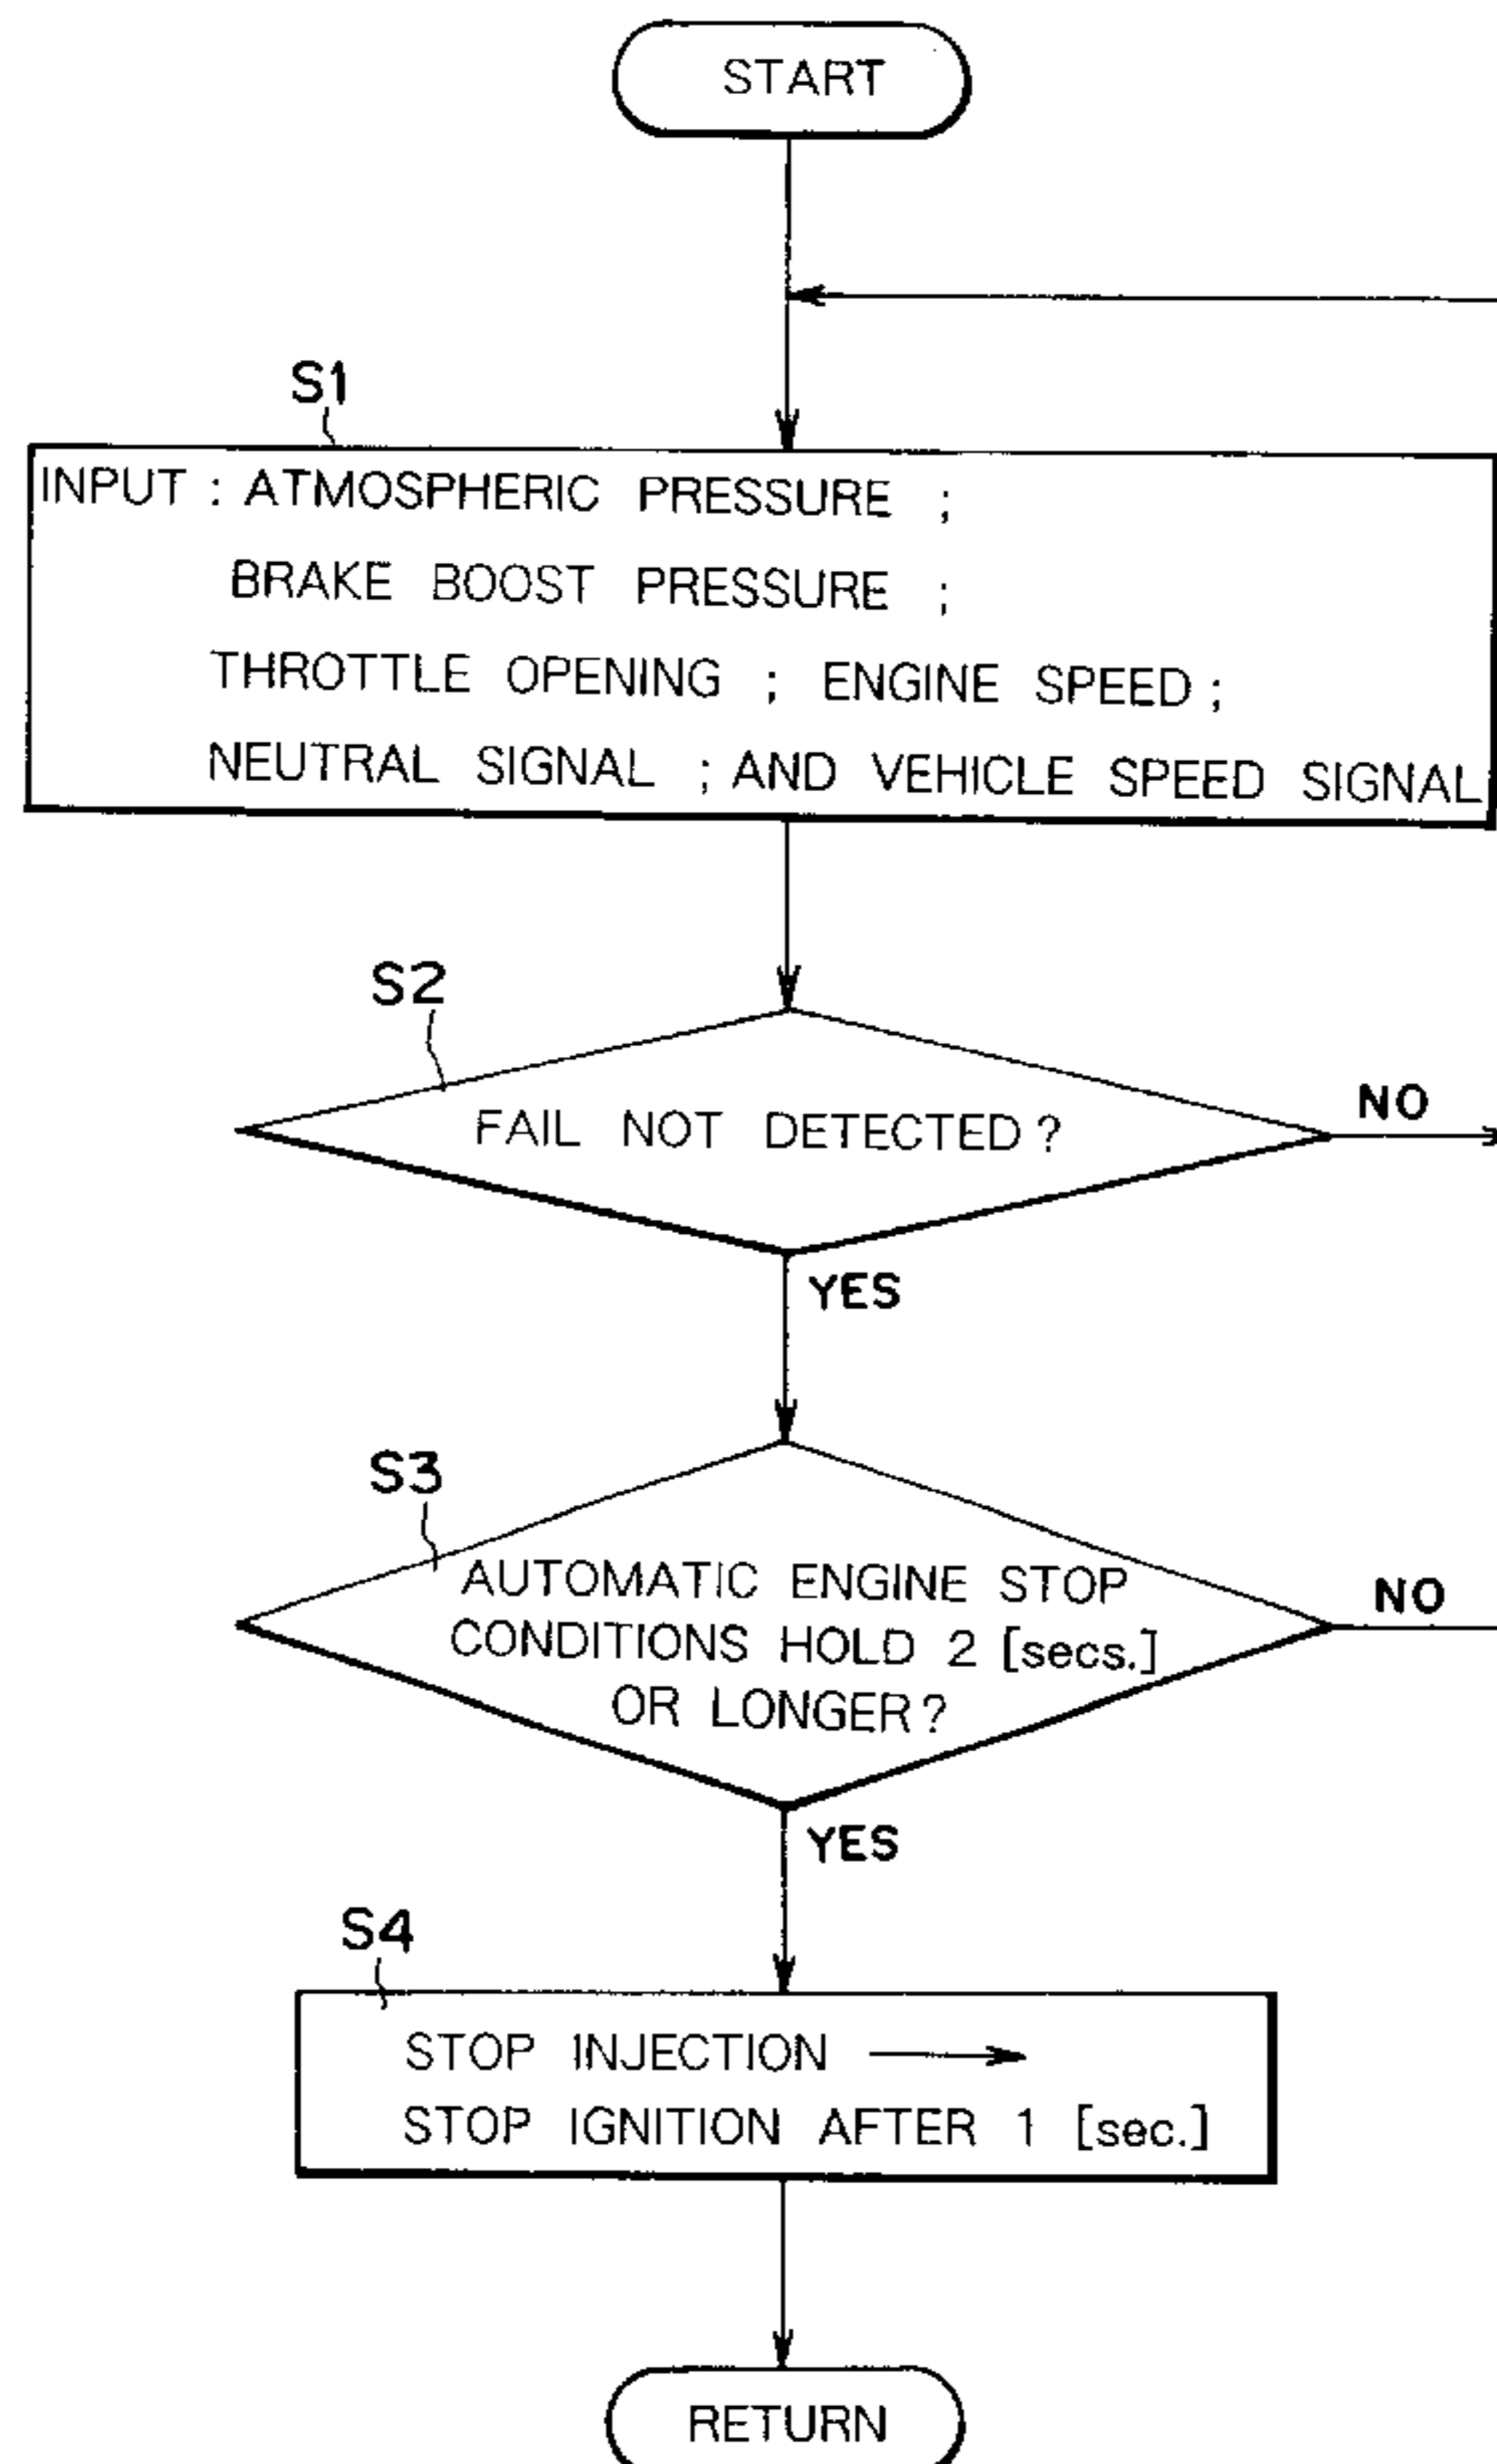 START
S1
INPUT : ATMOSPHERIC PRESSURE ;
BRAKE BOOST PRESSURE ;
THROTTLE OPENING ; ENGINE SPEED ;
NEUTRAL SIGNAL ; AND VEHICLE SPEED SIGNAL
S2
FAIL NOT DETECTED ?
NO
YES
S3
AUTOMATIC ENGINE STOP
CONDITIONS HOLD 2 [secs.]
OR LONGER ?
NO
YES
S4
STOP INJECTION →
STOP IGNITION AFTER 1 [sec.]
RETURN